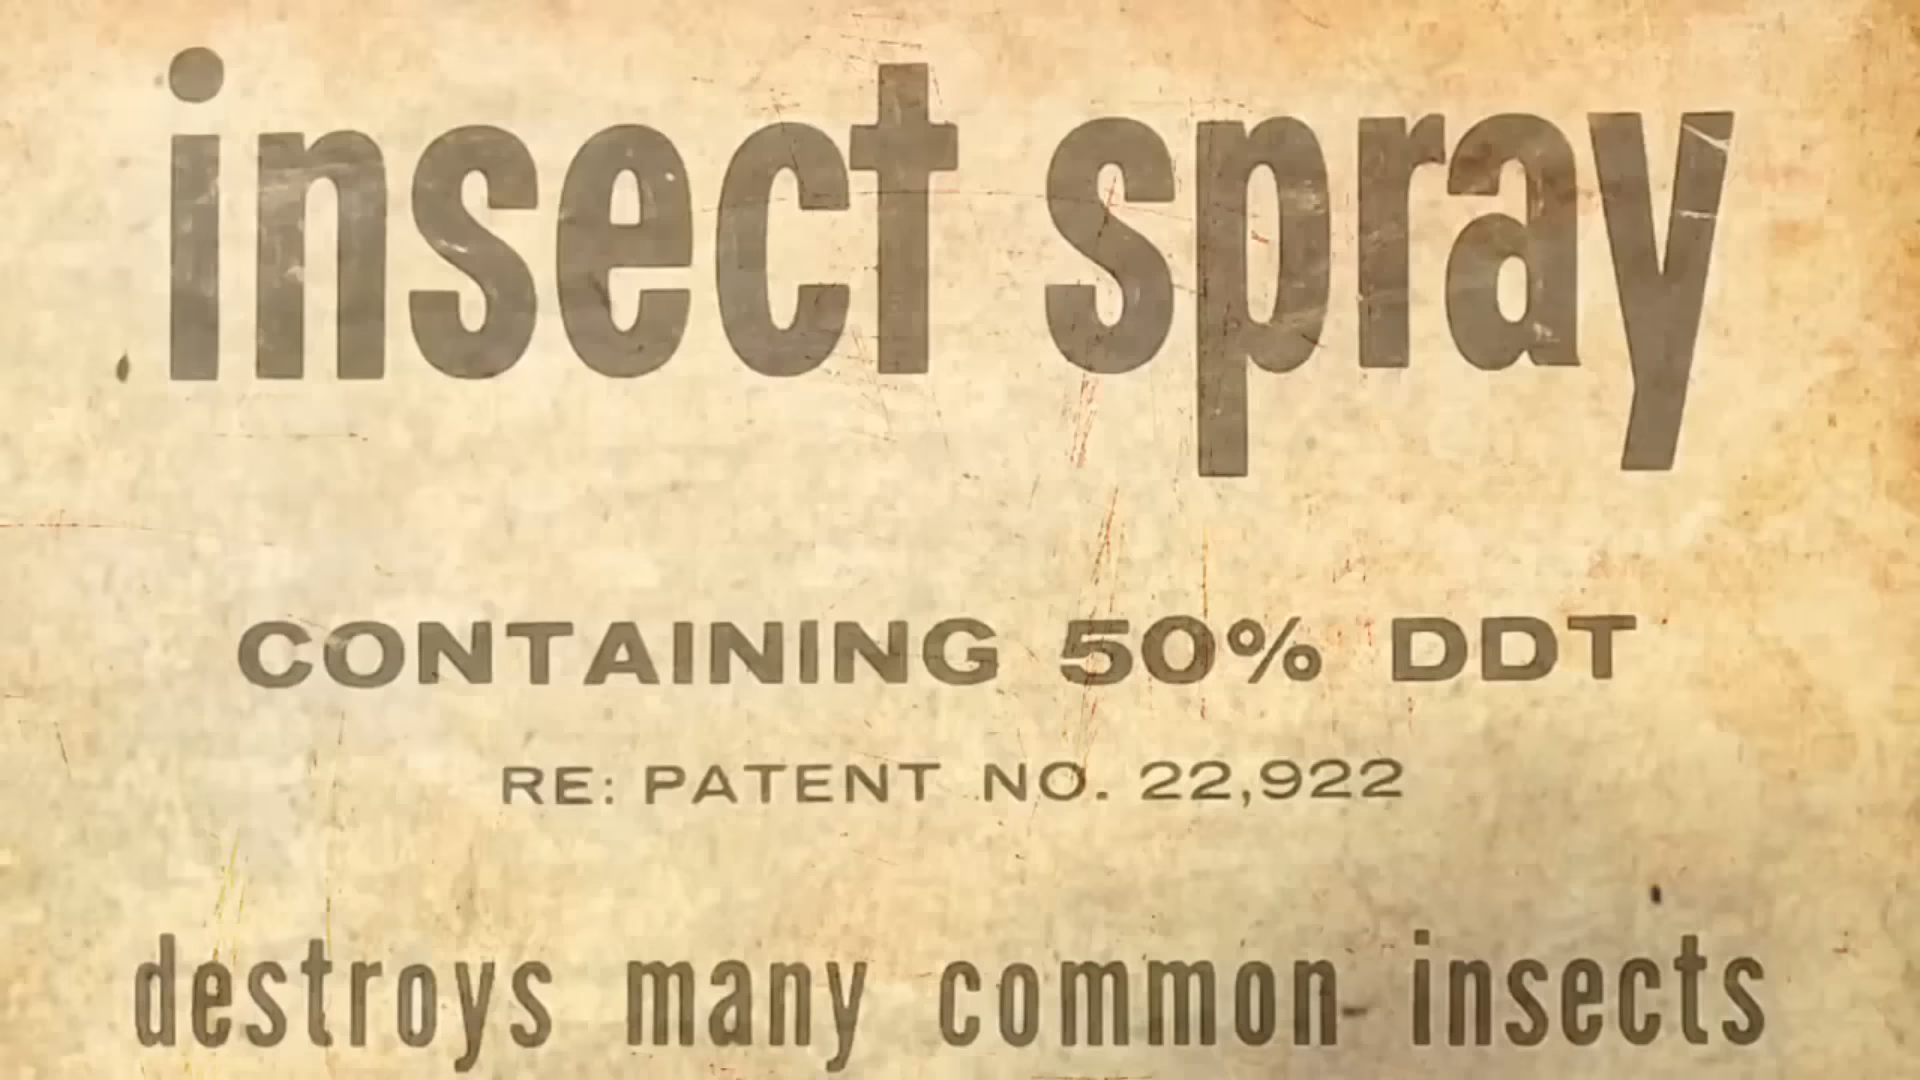 insect spray
CONTAINING 50% DDT
RE: PATENT NO. 22,922
destroys many common insects